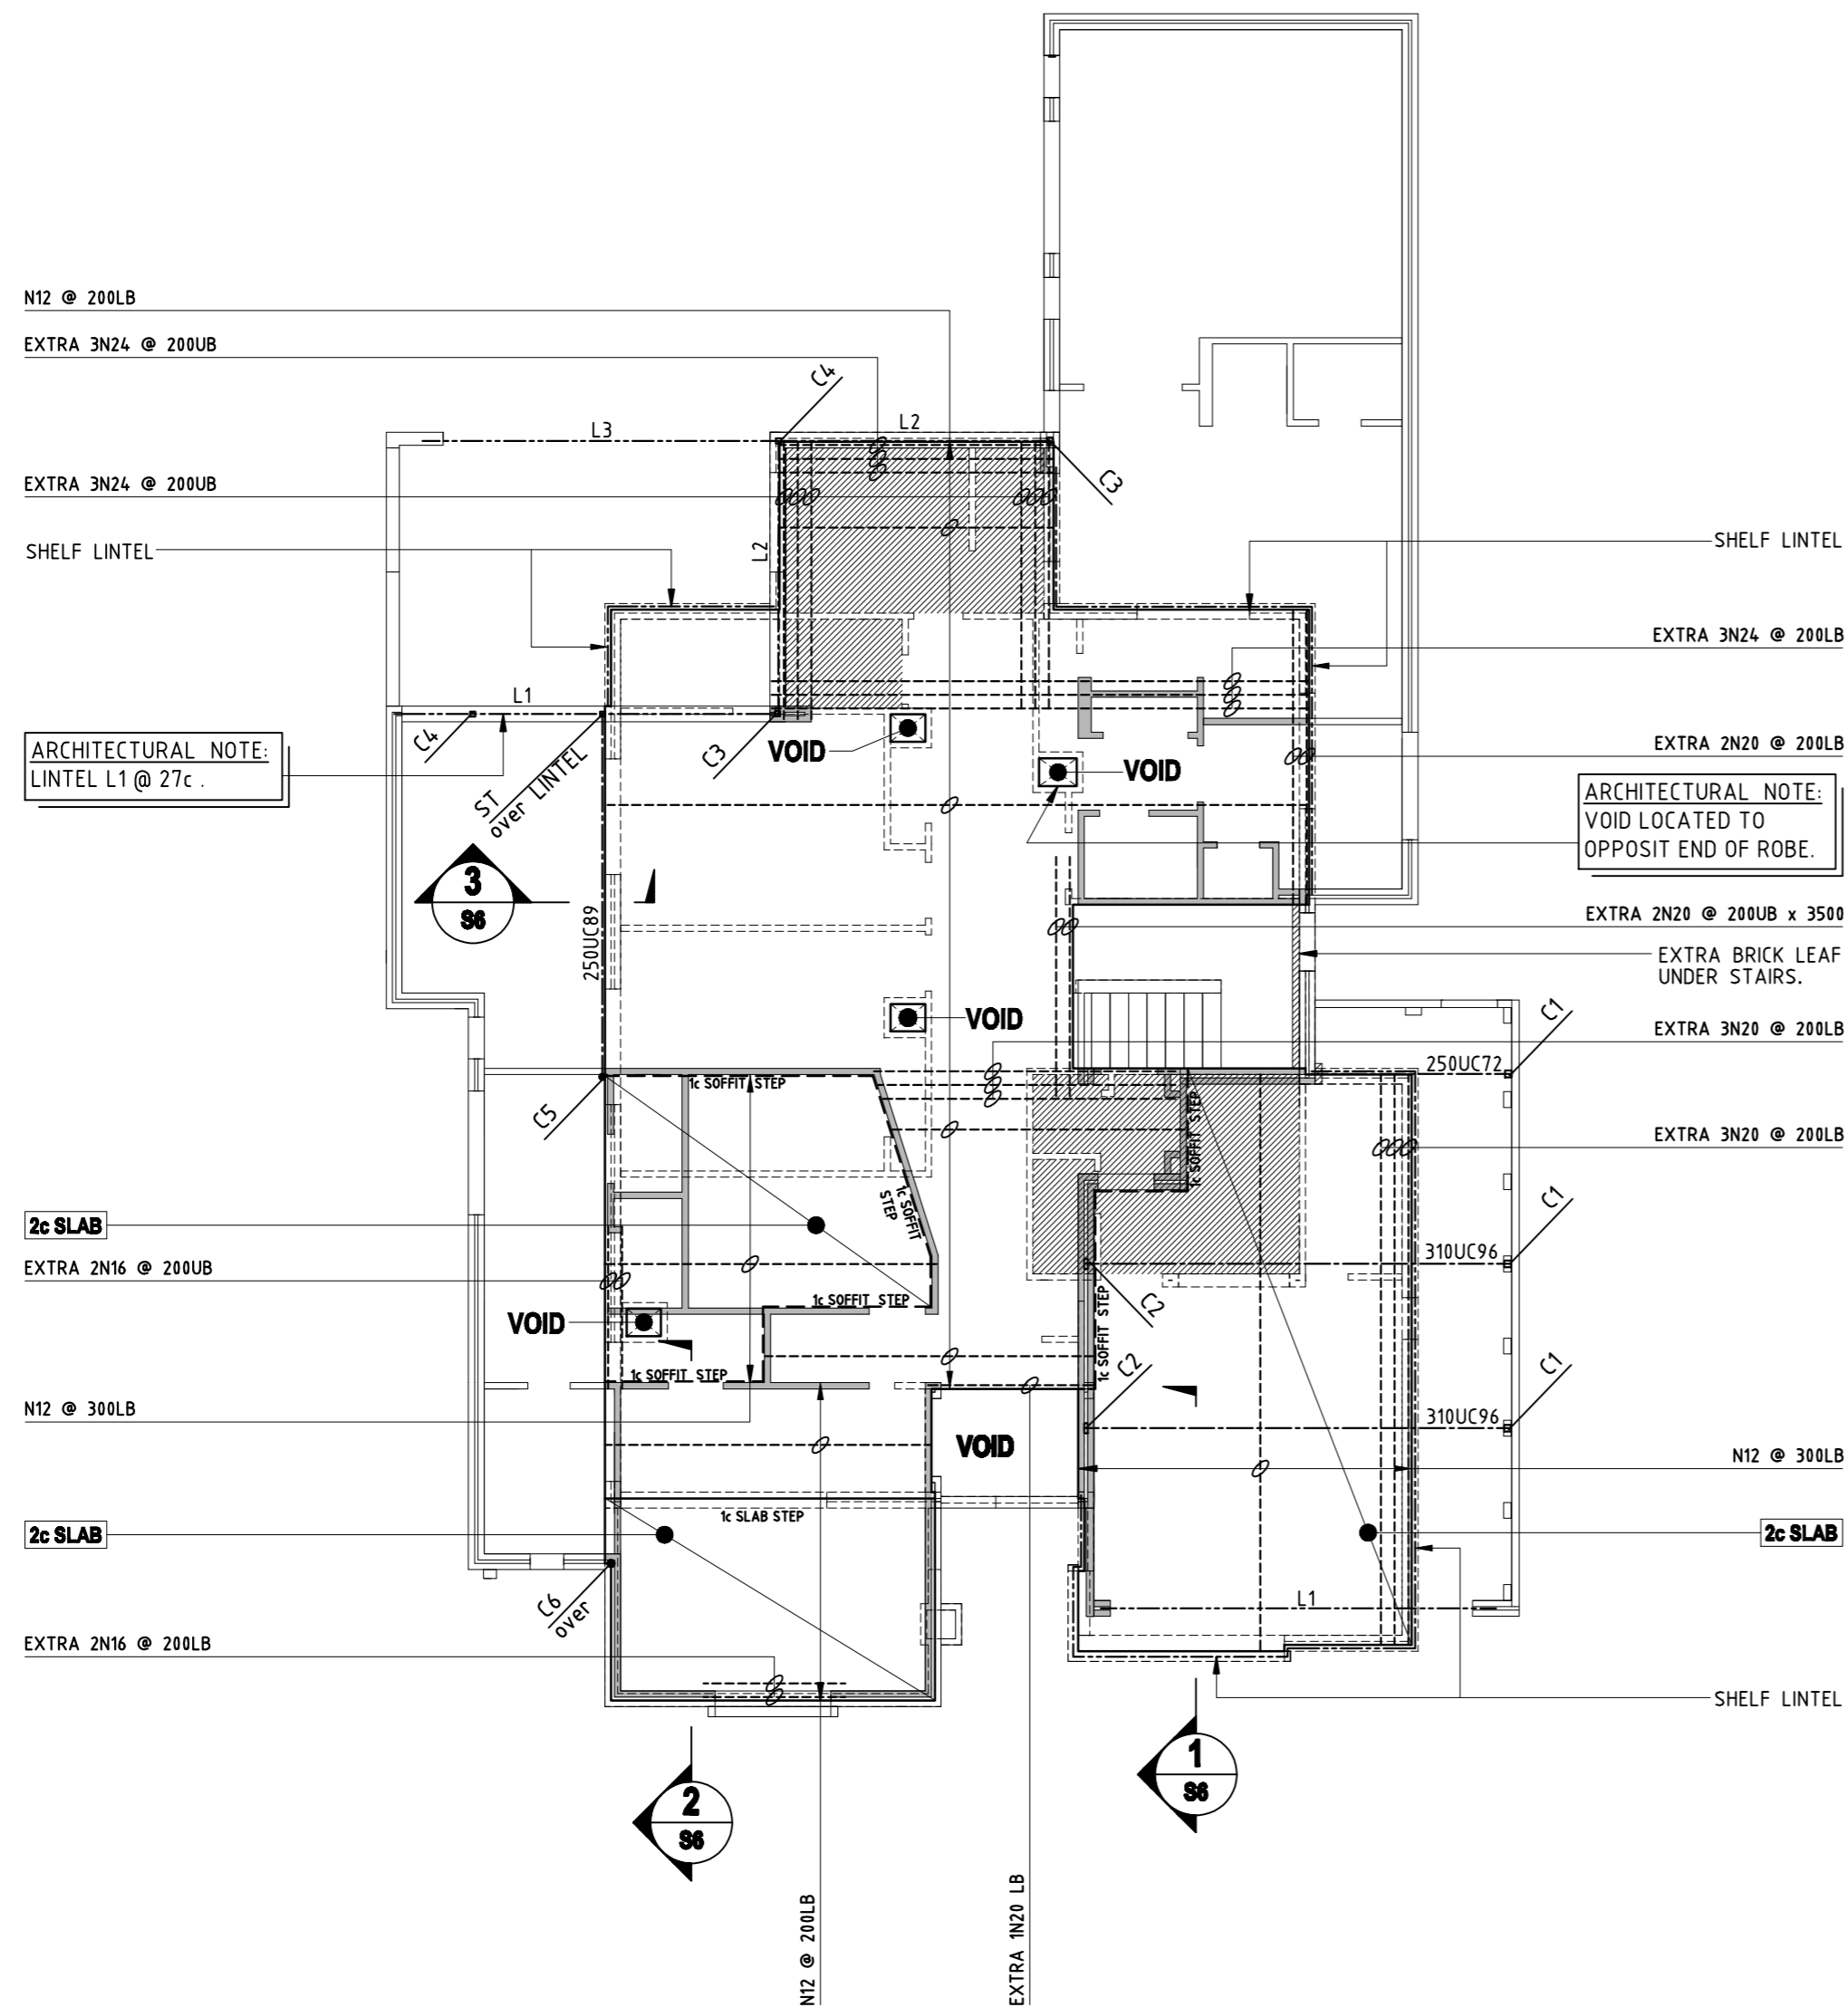 N12 @ 200LB
EXTRA 3N24 @ 200UB
C4
L3
L2
EXTRA 3N24 @ 200UB
C3
SHELF LINTEL
SHELF LINTEL
L2
EXTRA 3N24 @ 200LB
L1
C4
ST
over LINTEL
C3
VOID
VOID
EXTRA 2N20 @ 200LB
ARCHITECTURAL NOTE:
LINTEL L1 @ 27c .
ARCHITECTURAL NOTE:
VOID LOCATED TO
OPPOSIT END OF ROBE.
3
S6
250UC89
EXTRA 2N20 @ 200UB x 3500
EXTRA BRICK LEAF
UNDER STAIRS.
VOID
C1
EXTRA 3N20 @ 200LB
250UC72
1c SOFFIT STEP
C5
1c SOFFIT STEP
EXTRA 3N20 @ 200LB
1c SOFFIT
STEP
C1
2c SLAB
310UC96
EXTRA 2N16 @ 200UB
1c SOFFIT STEP
C2
1c SOFFIT STEP
VOID
C2
C1
1c SOFFIT STEP
N12 @ 300LB
310UC96
VOID
N12 @ 300LB
1c SLAB STEP
2c SLAB
2c SLAB
C6
over
L1
EXTRA 2N16 @ 200LB
SHELF LINTEL
1
S6
2
S6
N12 @ 200LB
EXTRA 1N20 LB